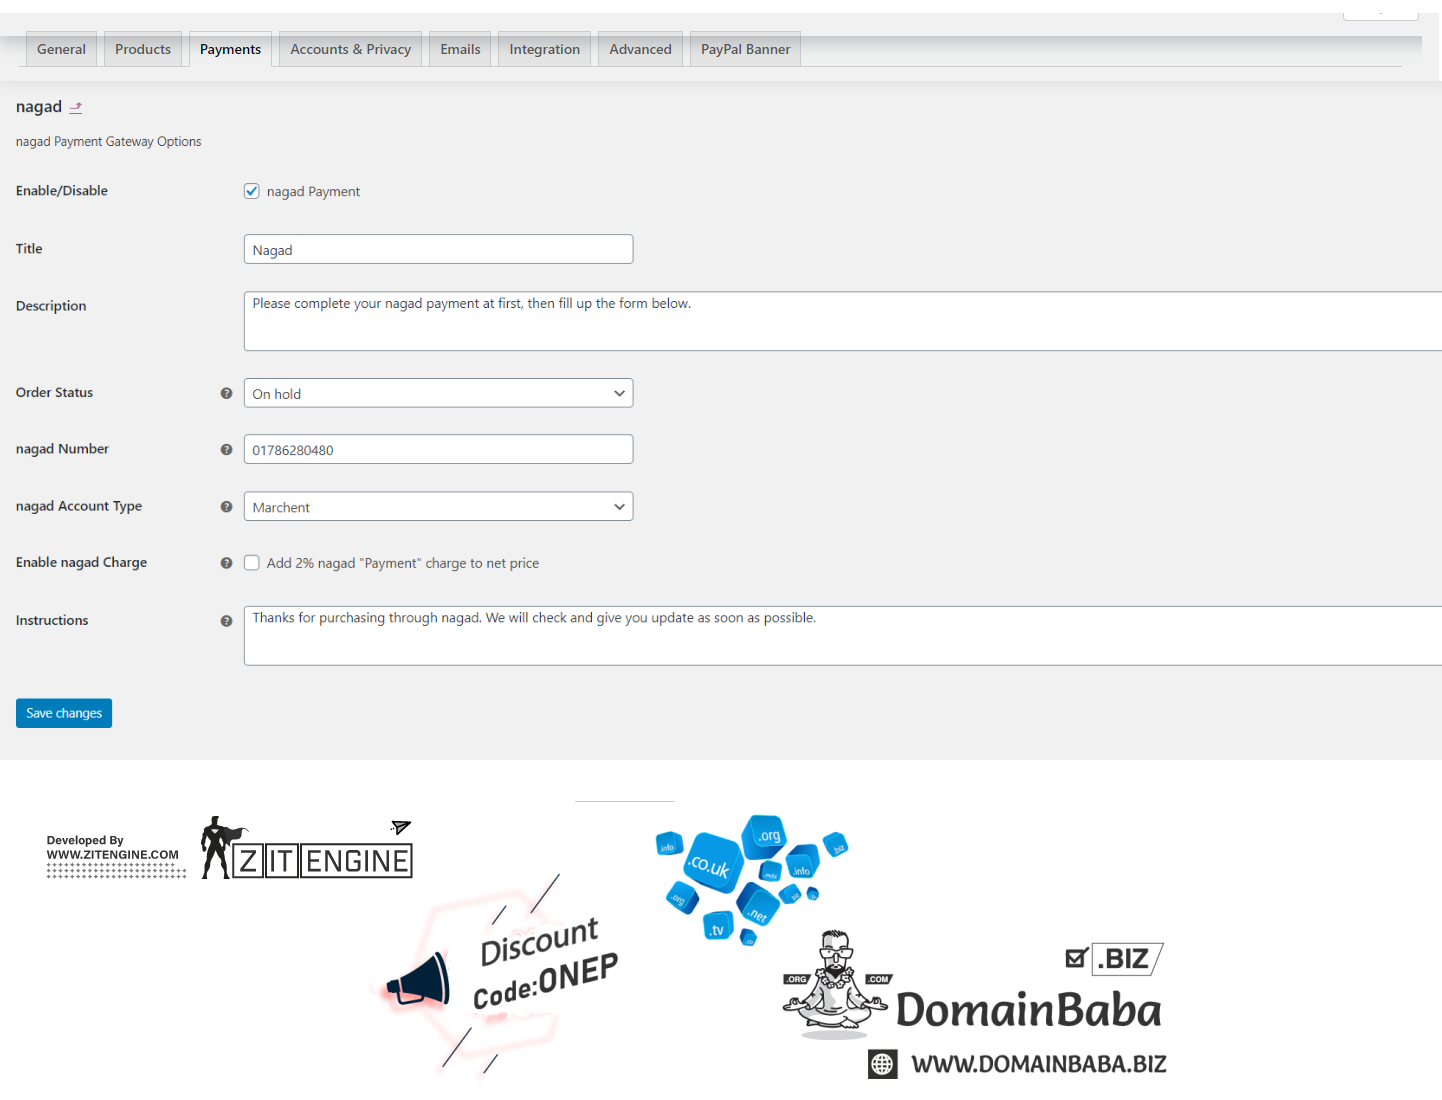 General
Products
Payments
Accounts & Privacy
Emails
Integration
Advanced
PayPal Banner
nagad
nagad Payment Gateway Options
Enable/Disable
nagad Payment
Title
Nagad
Description
Please complete your nagad payment at first, then fill up the form below.
Order Status
On hold
nagad Number
01786280480
nagad Account Type
Marchent
Enable nagad Charge
Add 2% nagad "Payment" charge to net price
Instructions
Thanks for purchasing through nagad. We will check and give you update as soon as possible.
Save changes
Developed By
WWW.ZITENGINE.COM
ZIT ENGINE
Discount
Code:ONEP
.info
.co.uk
.org
.biz
.info
.org
.net
.tv
.ORG
.COM
.BIZ
DomainBaba
WWW.DOMAINBABA.BIZ